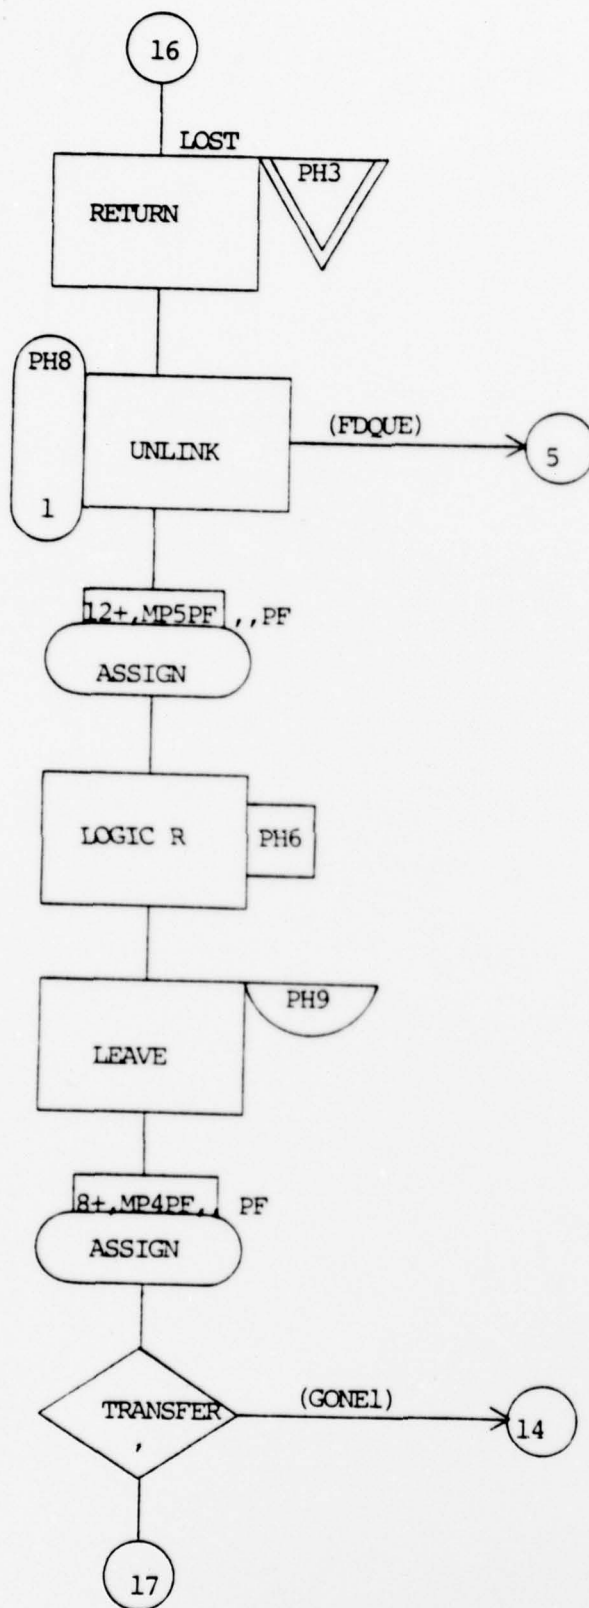 16
LOST
PH3
RETURN
PH8
(FDQUE)
UNLINK
5
1
12+,MP5PF ,,PF
ASSIGN
LOGIC R
PH6
PH9
LEAVE
8+,MP4PF,, PF
ASSIGN
(GONE1)
TRANSFER
,
14
17